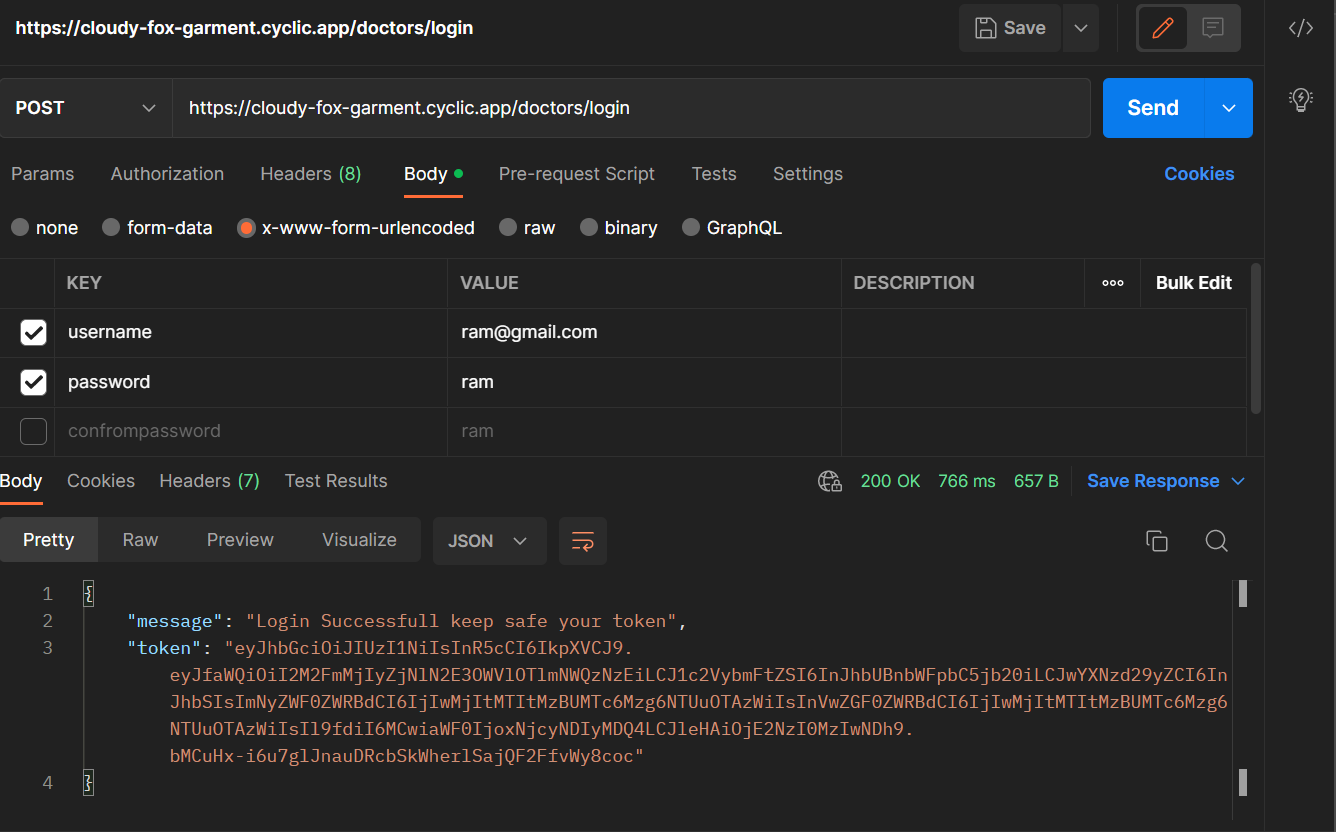 https://cloudy-fox-garment.cyclic.app/doctors/login
Save
POST
https://cloudy-fox-garment.cyclic.app/doctors/login
Send
Params Authorization Headers (8) Body Pre-request Script Tests Settings Cookies
none form-data x-www-form-urlencoded raw binary GraphQL
KEY VALUE DESCRIPTION Bulk Edit
username ram@gmail.com
password ram
confrompassword ram
Body Cookies Headers (7) Test Results 200 OK 766 ms 657 B Save Response
Pretty Raw Preview Visualize JSON
1 {
2 "message": "Login Successfull keep safe your token",
3 "token": "eyJhbGciOiJIUzI1NiIsInR5cCI6IkpXVCJ9.
eyJfaWQiOiI2M2FmMjIyZjNlN2E3OWVlOTlmNWQzNzEiLCJ1c2VybmFtZSI6InJhbUBnbWFpbC5jb20iLCJwYXNzd29yZCI6In
JhbSIsImNyZWF0ZWRBdCI6IjIwMjItMTItMzBUMTc6Mzg6NTUuOTAzWiIsInVwZGF0ZWRBdCI6IjIwMjItMTItMzBUMTc6Mzg6
NTUuOTAzWiIsIl9fdiI6MCwiaWF0IjoxNjcyNDIyMDQ4LCJleHAiOjE2NzI0MzIwNDh9.
bMCuHx-i6u7glJnauDRcbSkWherlSajQF2FfvWy8coc"
4 }